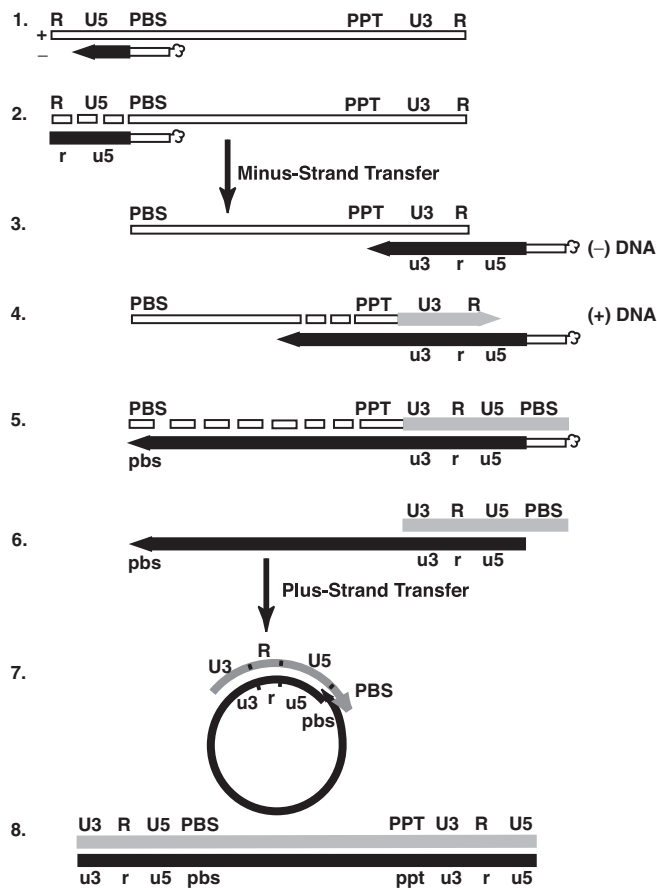 1. R U5 PBS PPT U3 R
+
–
2. R U5 PBS PPT U3 R
r u5
Minus-Strand Transfer
3. PBS PPT U3 R
(–) DNA
u3 r u5
4. PBS PPT U3 R
(+) DNA
u3 r u5
5. PBS PPT U3 R U5 PBS
pbs u3 r u5
U3 R U5 PBS
6.
pbs u3 r u5
Plus-Strand Transfer
7. U3 R U5 PBS
u3 r u5 pbs
8. U3 R U5 PBS PPT U3 R U5
u3 r u5 pbs ppt u3 r u5